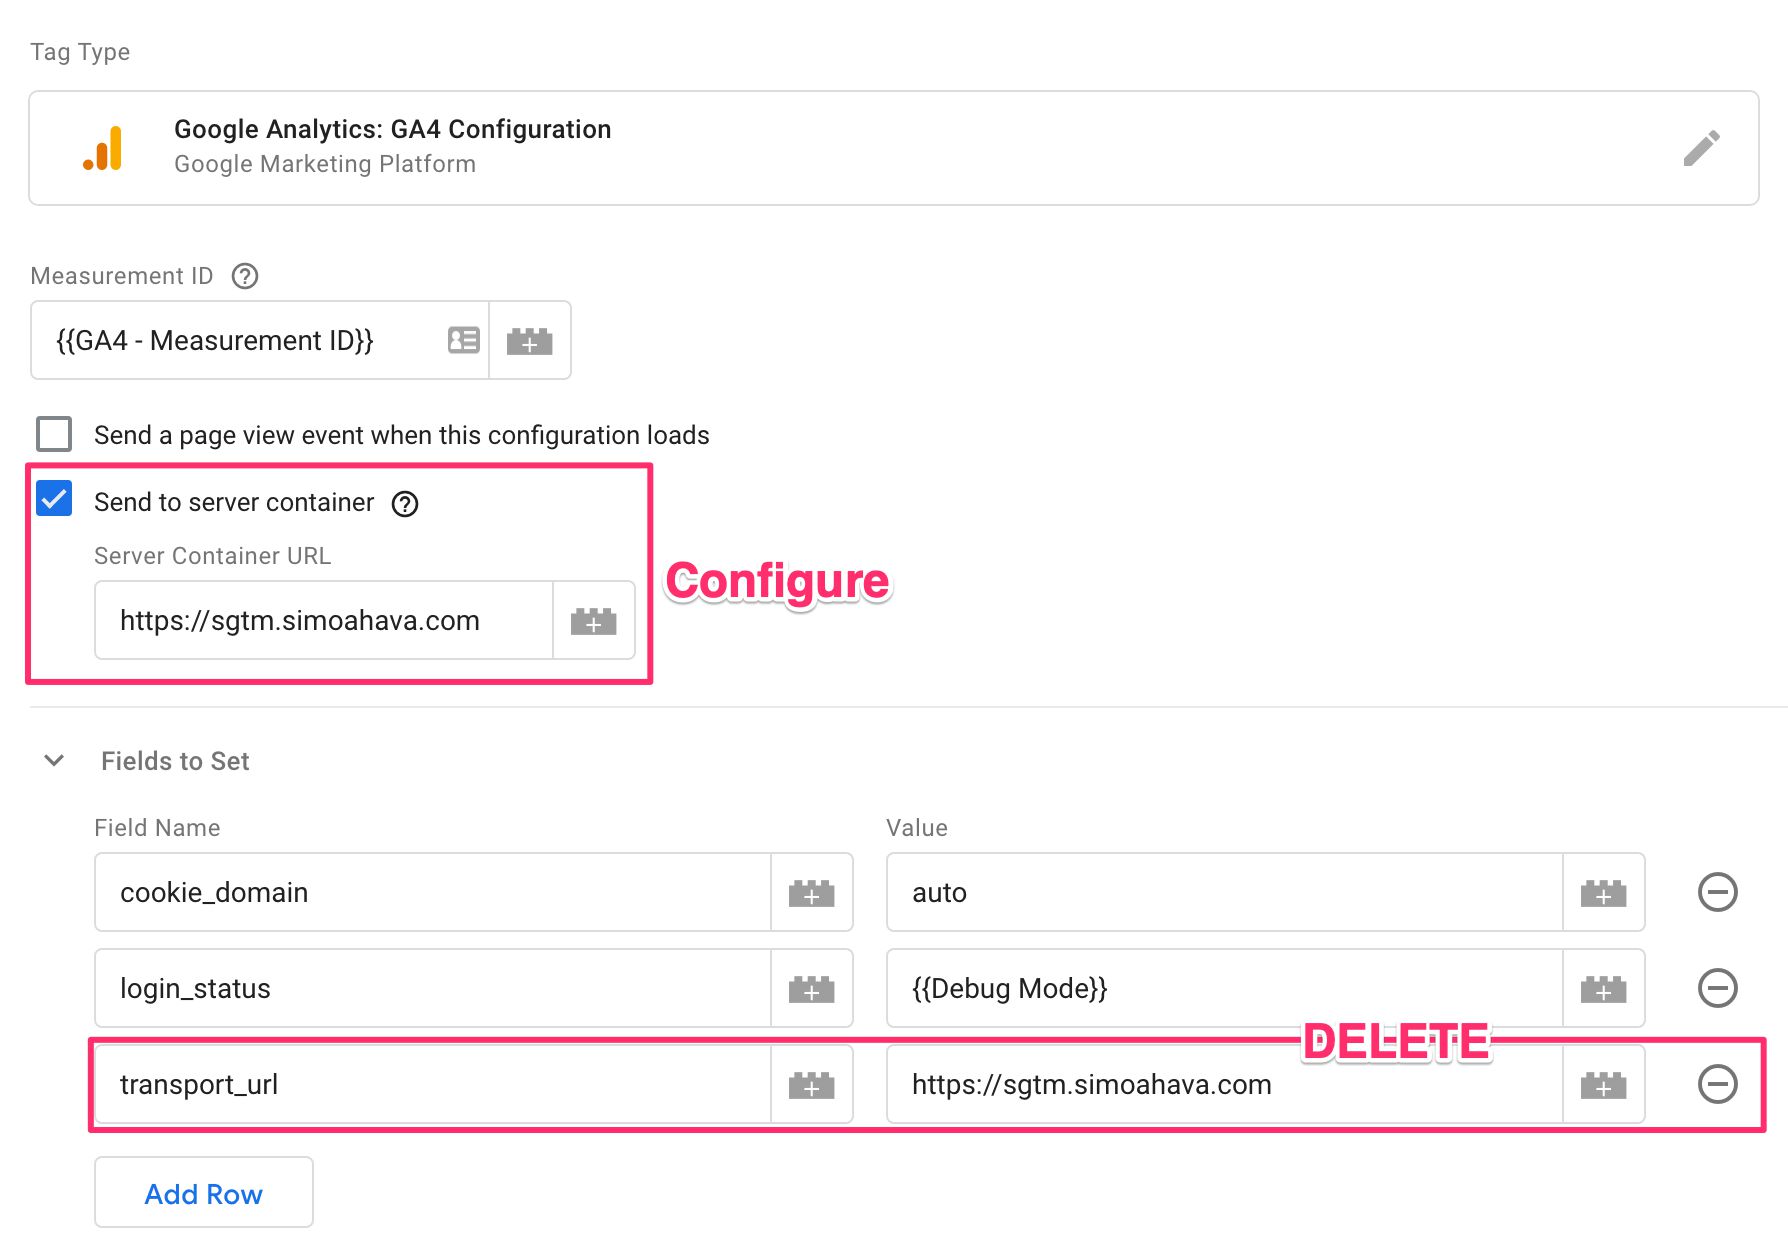 Tag Type
Google Analytics: GA4 Configuration
Google Marketing Platform
Measurement ID
{{GA4 - Measurement ID}}
Send a page view event when this configuration loads
Send to server container
Server Container URL
https://sgtm.simoahava.com
Configure
Fields to Set
Field Name Value
cookie_domain auto
login_status {{Debug Mode}}
DELETE
transport_url https://sgtm.simoahava.com
Add Row